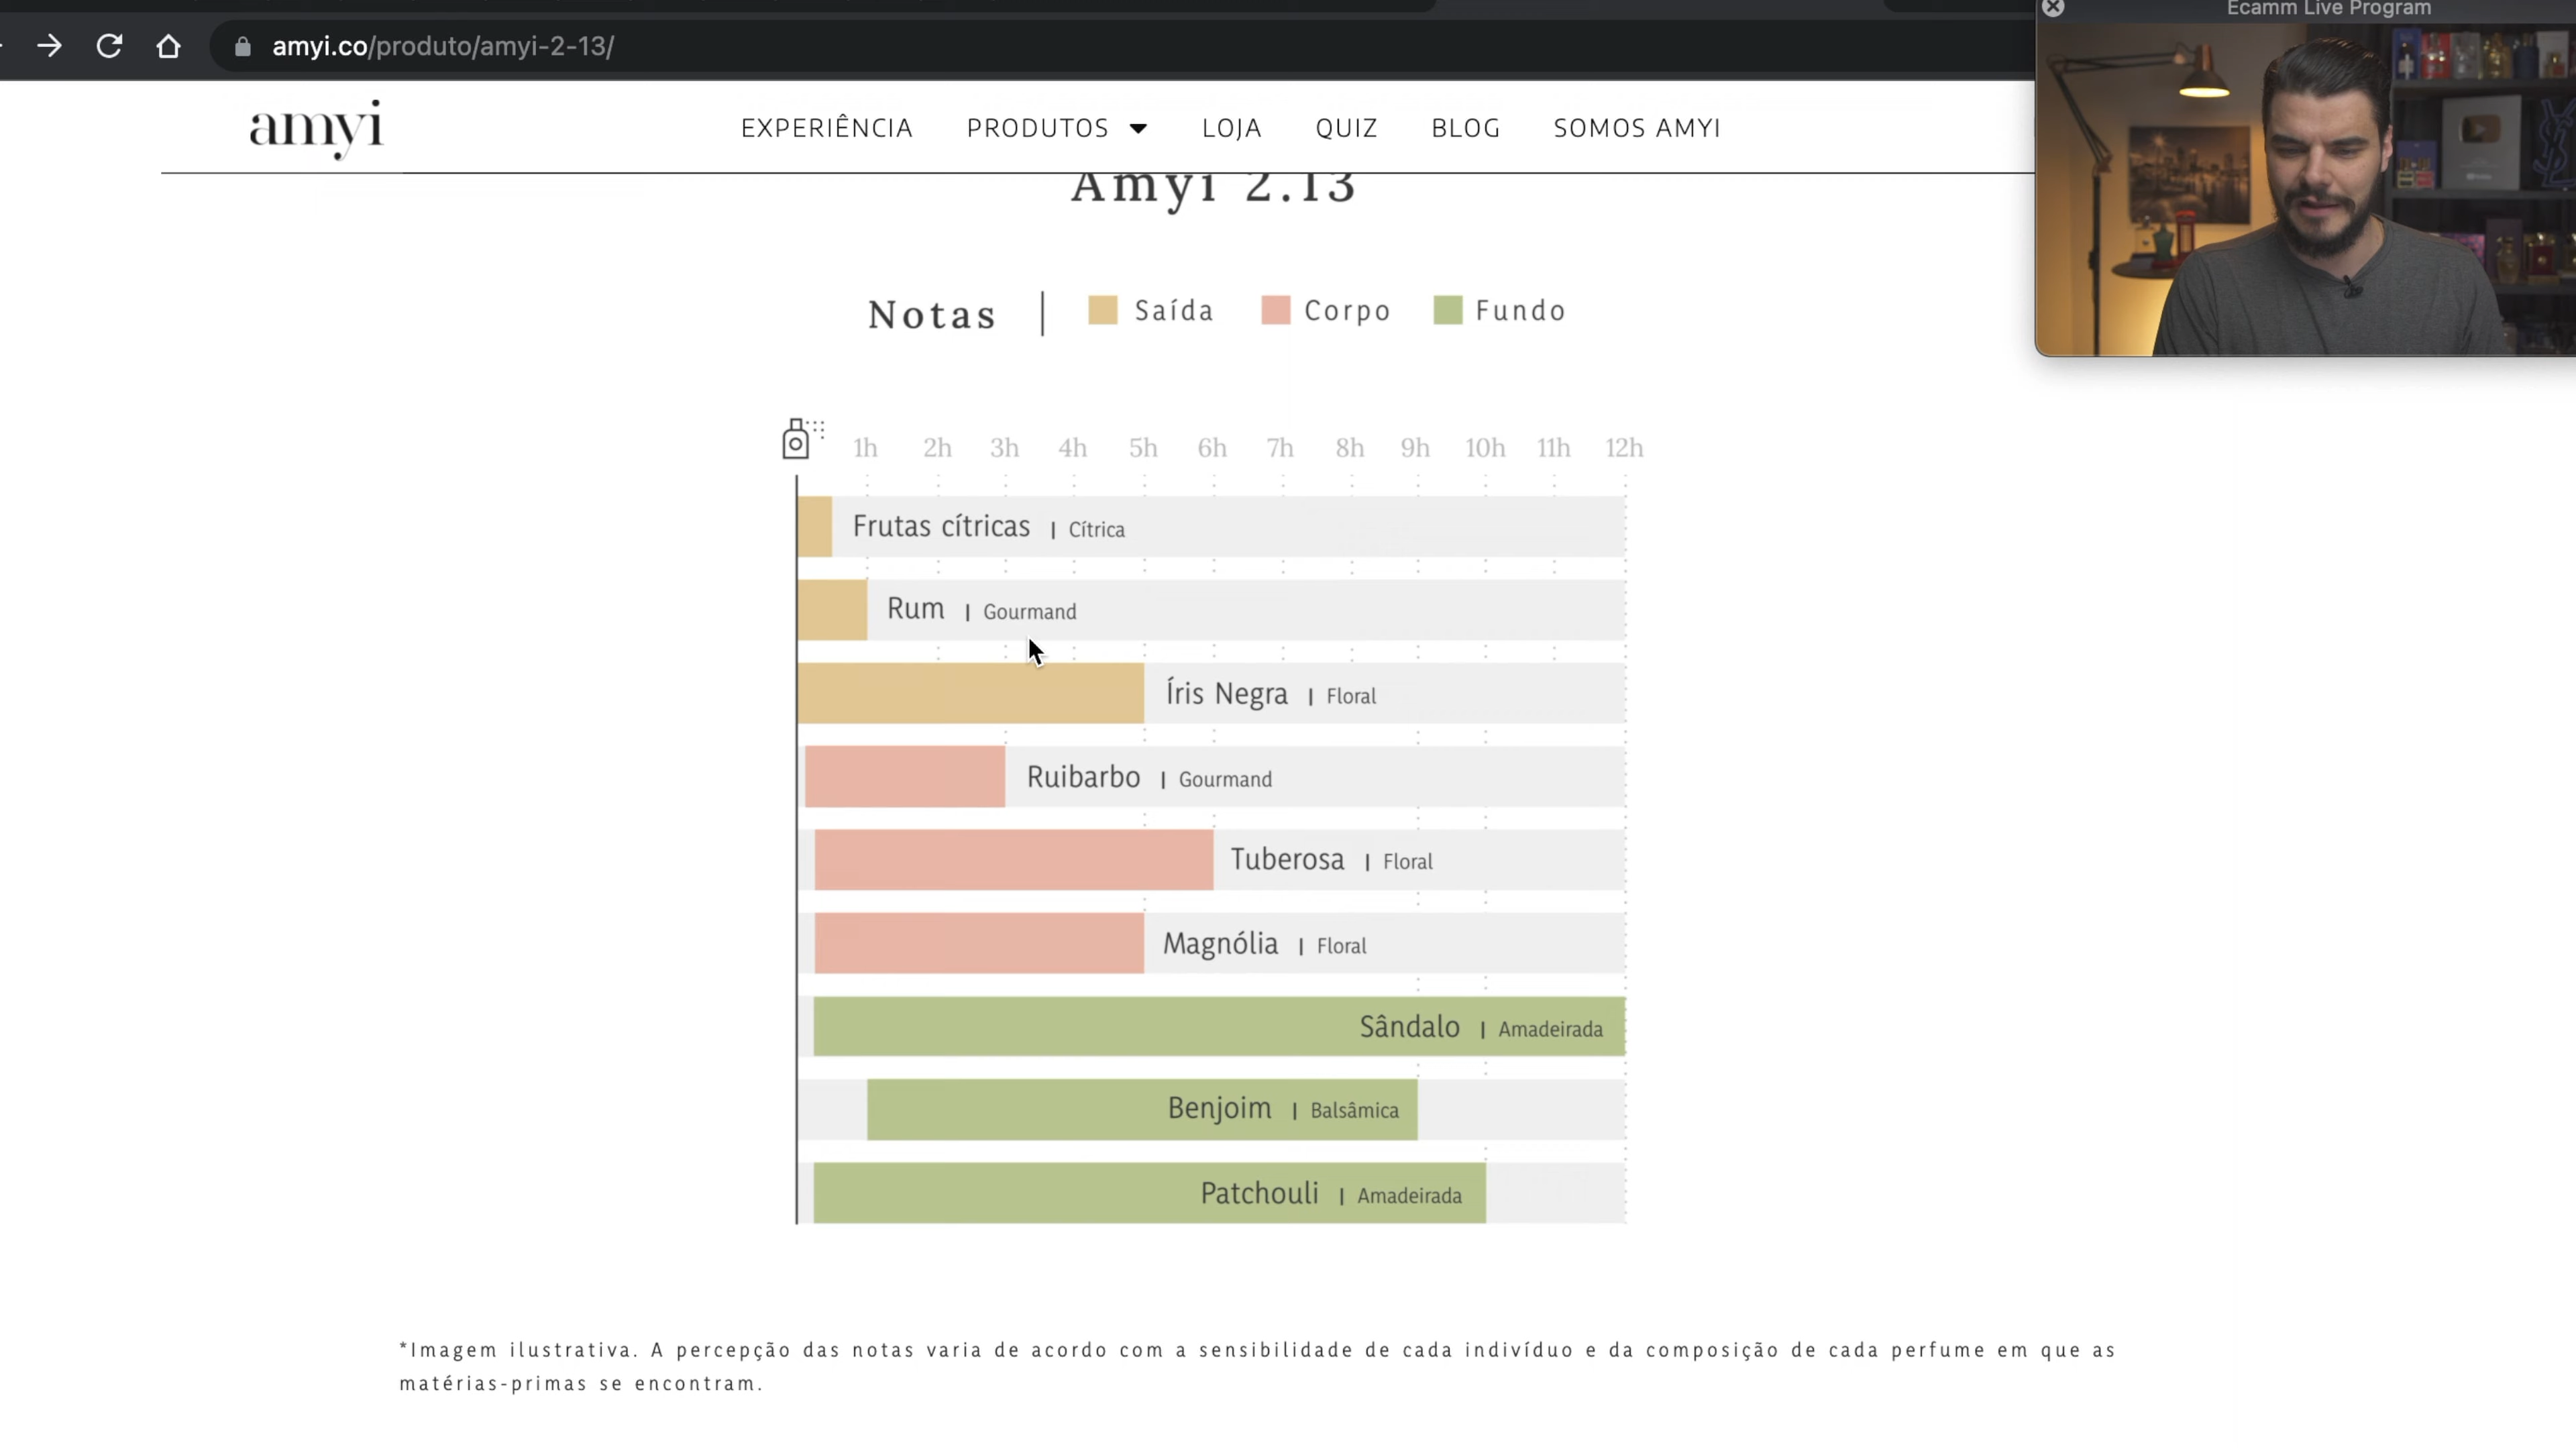 Ecamm Live Program
amyi.co/produto/amyi-2-13/
amyi
EXPERIÊNCIA PRODUTOS LOJA QUIZ BLOG SOMOS AMYI
Amyi 2.13
Notas | Saída Corpo Fundo
1h 2h 3h 4h 5h 6h 7h 8h 9h 10h 11h 12h
Frutas cítricas | Cítrica
Rum | Gourmand
Íris Negra | Floral
Ruibarbo | Gourmand
Tuberosa | Floral
Magnólia | Floral
Sândalo | Amadeirada
Benjoim | Balsâmica
Patchouli | Amadeirada
*Imagem ilustrativa. A percepção das notas varia de acordo com a sensibilidade de cada indivíduo e da composição de cada perfume em que as
matérias-primas se encontram.